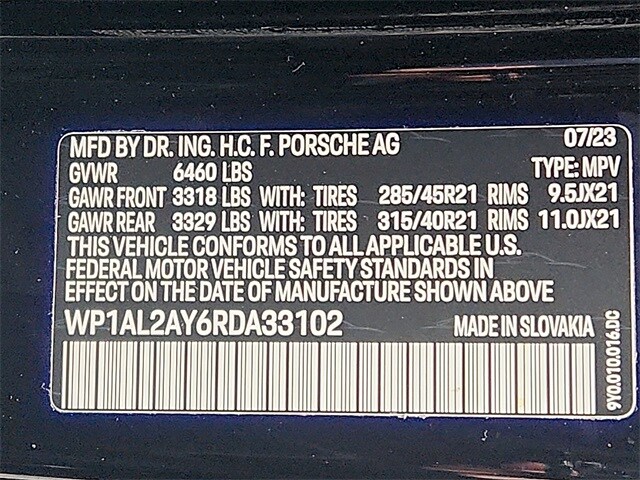 MFD BY DR. ING. H.C. F. PORSCHE AG 07/23
GVWR 6460 LBS TYPE: MPV
GAWR FRONT 3318 LBS WITH: TIRES 285/45R21 RIMS 9.5JX21
GAWR REAR 3329 LBS WITH: TIRES 315/40R21 RIMS 11.0JX21
THIS VEHICLE CONFORMS TO ALL APPLICABLE U.S.
FEDERAL MOTOR VEHICLE SAFETY STANDARDS IN
EFFECT ON THE DATE OF MANUFACTURE SHOWN ABOVE
WP1AL2AY6RDA33102 MADE IN SLOVAKIA
9Y0.010.016.DC